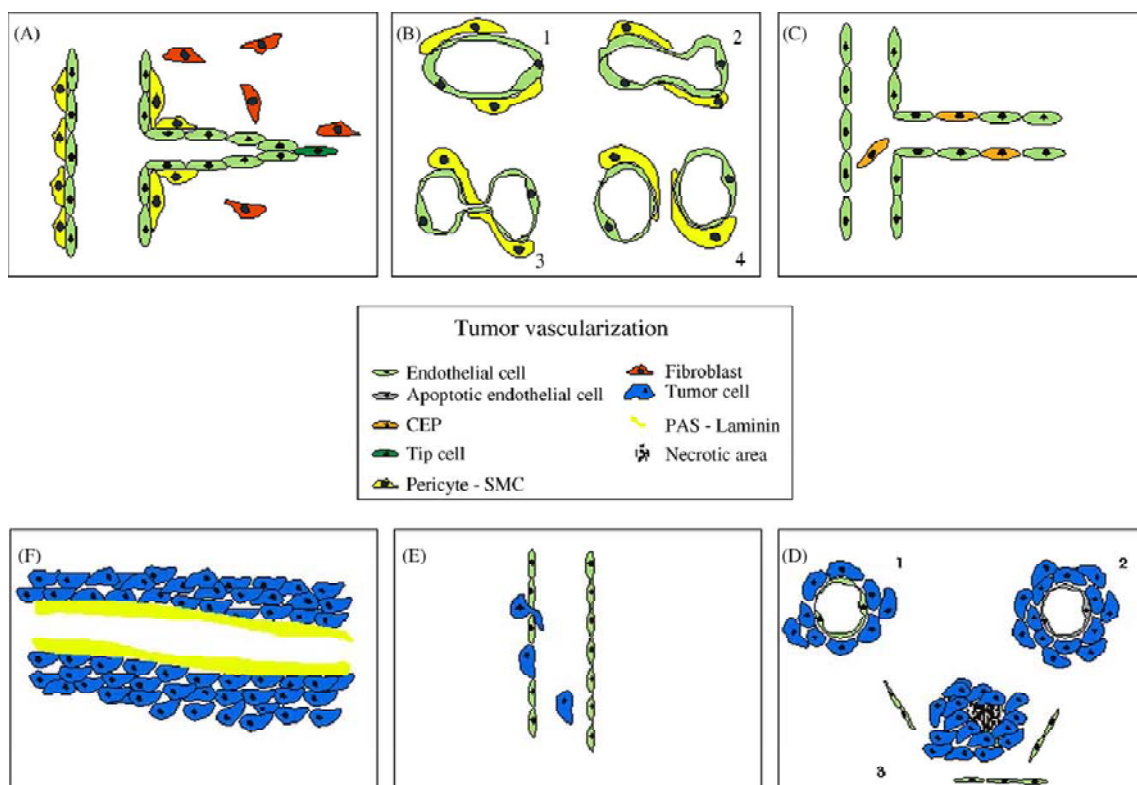 (A)
(B)
1
2
3
4
(C)
Tumor vascularization
Endothelial cell
Apoptotic endothelial cell
CEP
Tip cell
Pericyte - SMC
Fibroblast
Tumor cell
PAS - Laminin
Necrotic area
(F)
(E)
(D)
1
2
3